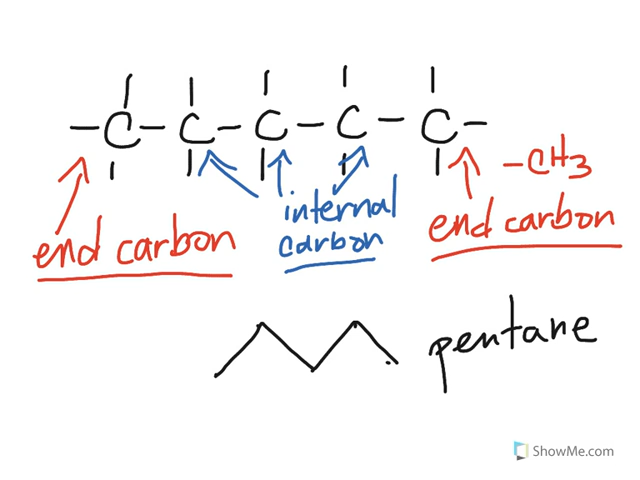 C - C - C - C - C
-CH3
end carbon
internal
carbon
end carbon
pentane
ShowMe.com